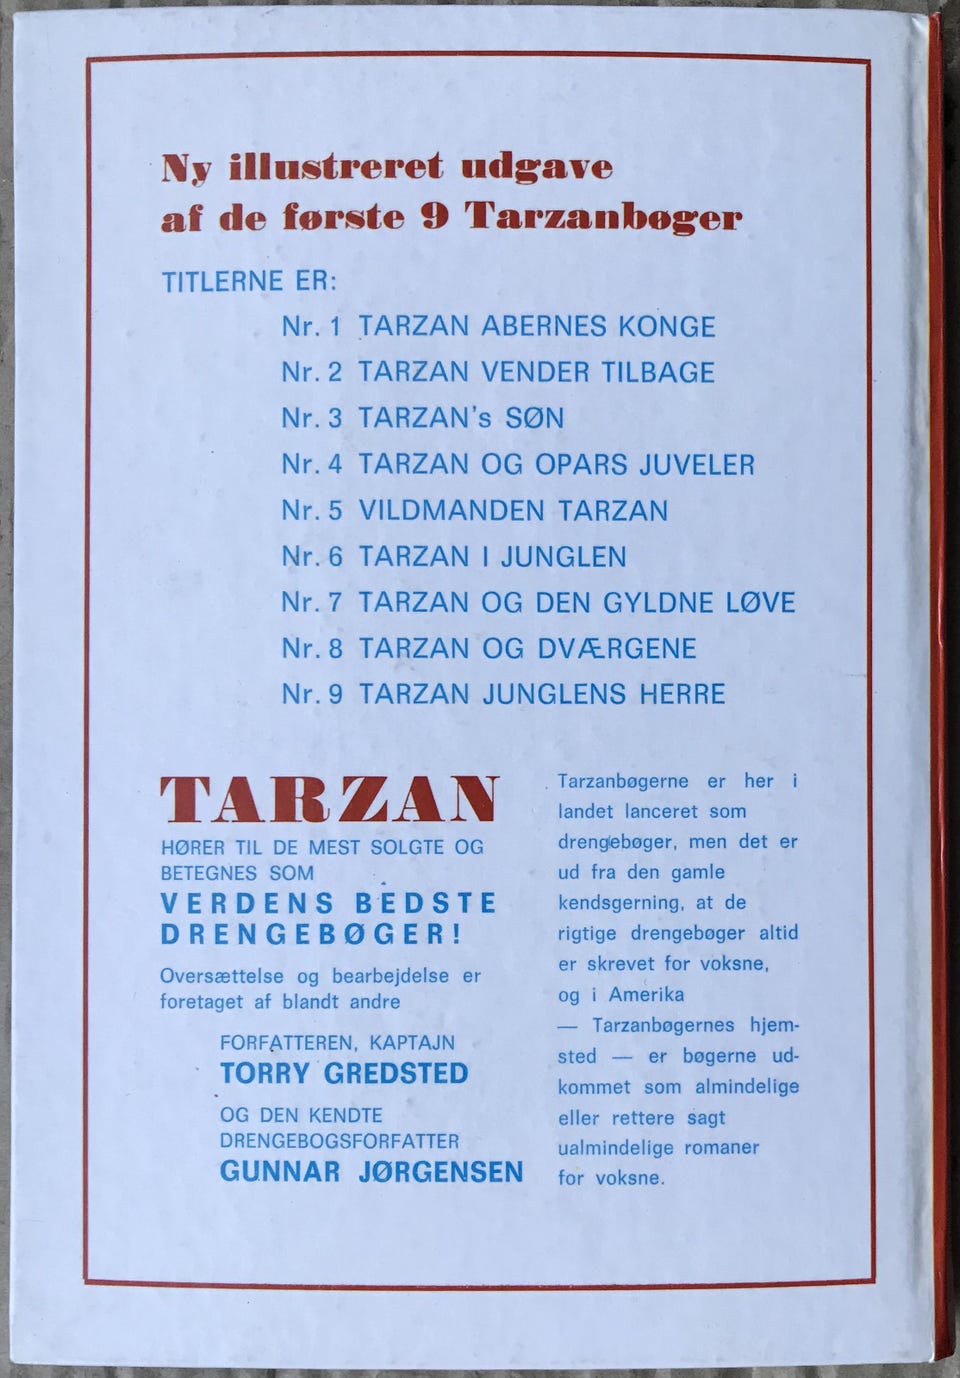 Ny illustreret udgave
af de første 9 Tarzanbøger
TITLERNE ER:
Nr. 1 TARZAN ABERNES KONGE
Nr. 2 TARZAN VENDER TILBAGE
Nr. 3 TARZAN's SØN
Nr. 4 TARZAN OG OPARS JUVELER
Nr. 5 VILDMANDEN TARZAN
Nr. 6 TARZAN I JUNGLEN
Nr. 7 TARZAN OG DEN GYLDNE LØVE
Nr. 8 TARZAN OG DVÆRGENE
Nr. 9 TARZAN JUNGLENS HERRE
TARZAN
HØRER TIL DE MEST SOLGTE OG
BETEGNES SOM
VERDENS BEDSTE
DRENGEBØGER!
Oversættelse og bearbejdelse er
foretaget af blandt andre
FORFATTEREN, KAPTAJN
TORRY GREDSTED
OG DEN KENDTE
DRENGEBOGSFORFATTER
GUNNAR JØRGENSEN
Tarzanbøgerne er her i
landet lanceret som
drengebøger, men det er
ud fra den gamle
kendsgerning, at de
rigtige drengebøger altid
er skrevet for voksne,
og i Amerika
— Tarzanbøgernes hjem-
sted — er bøgerne ud-
kommet som almindelige
eller rettere sagt
ualmindelige romaner
for voksne.